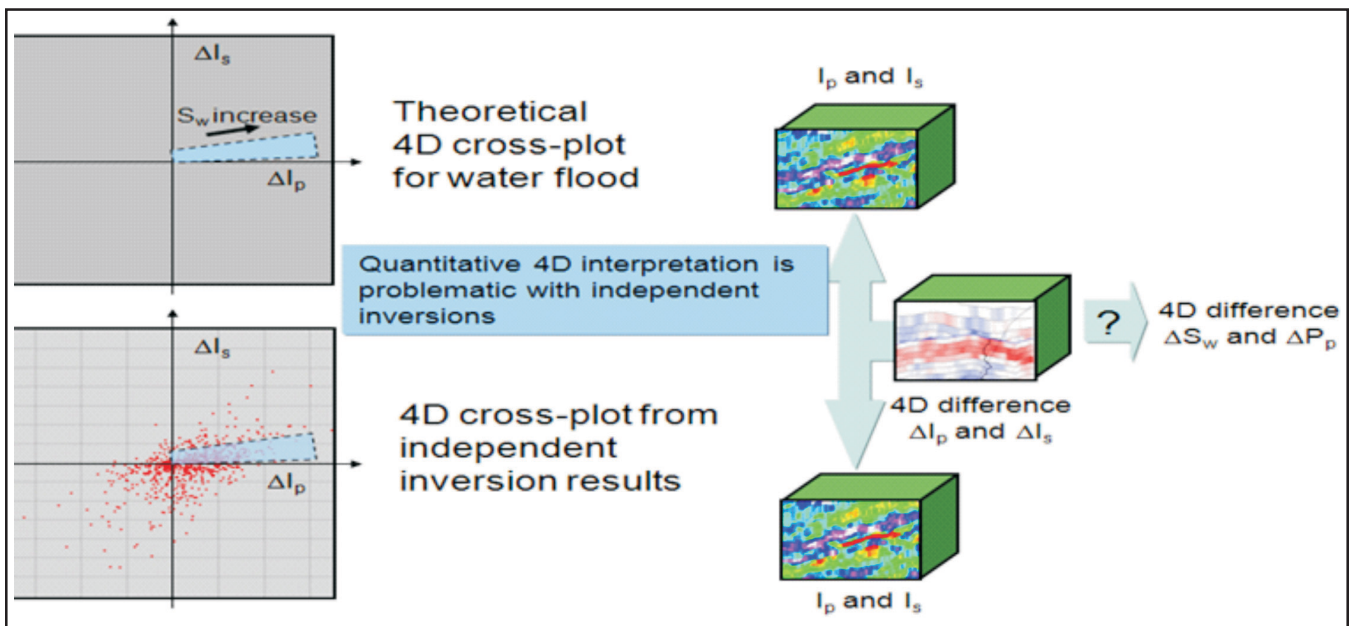 ΔIₛ
S_w increase
ΔIₚ
Theoretical
4D cross-plot
for water flood
Iₚ and Iₛ
Quantitative 4D interpretation is
problematic with independent
inversions
?
4D difference
ΔS_w and ΔPₚ
4D difference
ΔIₚ and ΔIₛ
ΔIₛ
ΔIₚ
4D cross-plot from
independent
inversion results
Iₚ and Iₛ